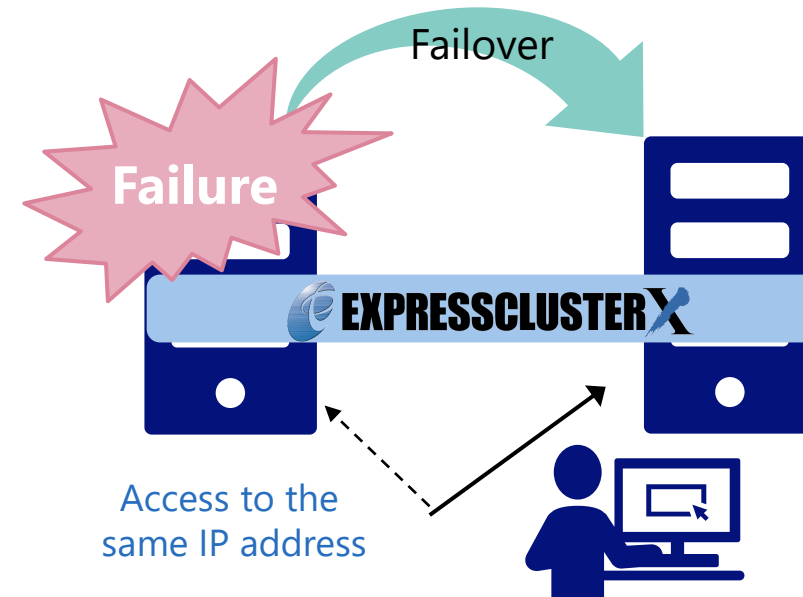 Failover
Failure
EXPRESSCLUSTER X
Access to the
same IP address